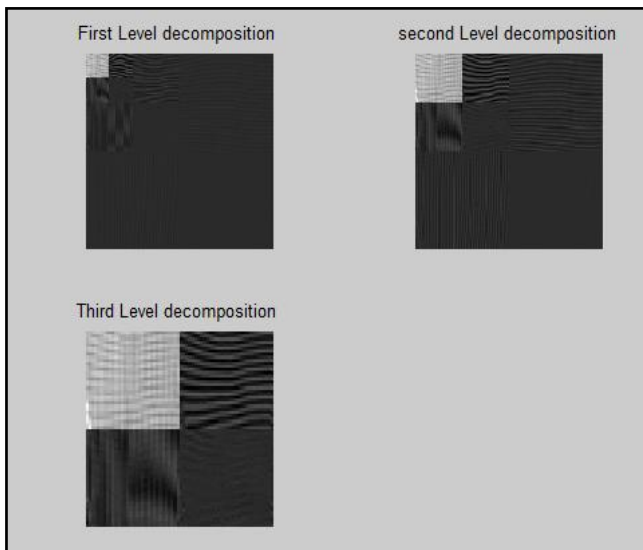 First Level decomposition
second Level decomposition
Third Level decomposition